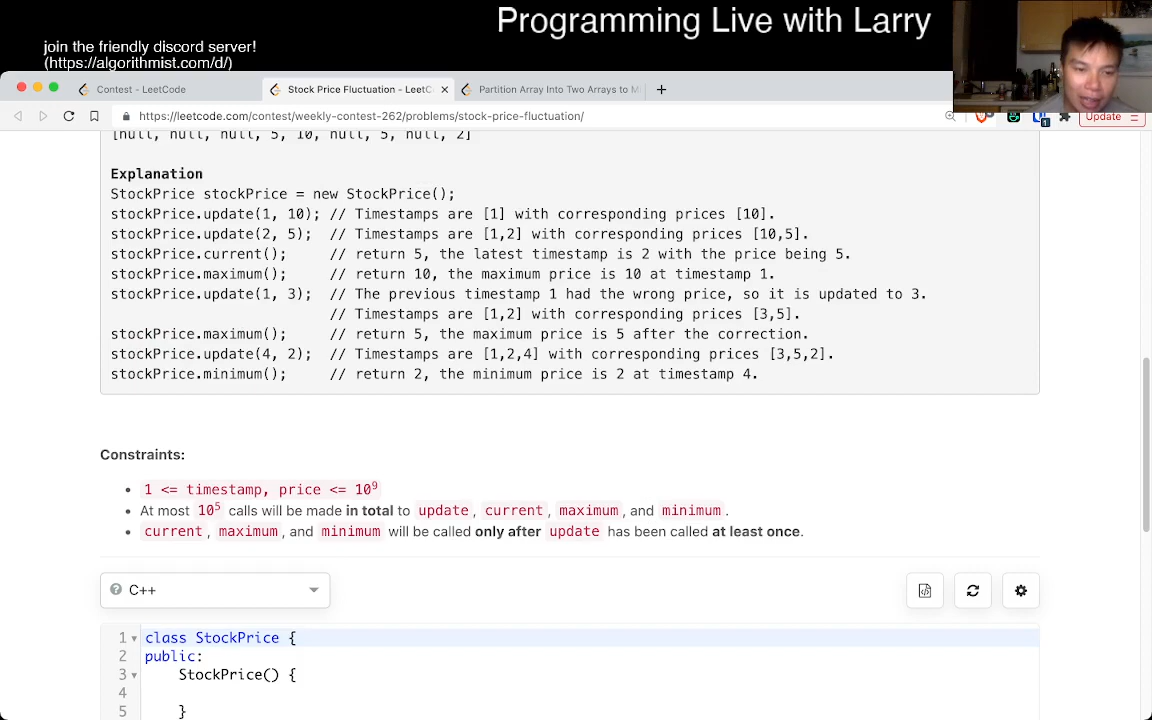 Programming Live with Larry
join the friendly discord server!
(https://algorithmist.com/d/)
Contest - LeetCode
Stock Price Fluctuation - LeetC
Partition Array Into Two Arrays to M
https://leetcode.com/contest/weekly-contest-262/problems/stock-price-fluctuation/
Update
[null, null, null, 5, 10, null, 5, null, 2]
Explanation
StockPrice stockPrice = new StockPrice();
stockPrice.update(1, 10); // Timestamps are [1] with corresponding prices [10].
stockPrice.update(2, 5);  // Timestamps are [1,2] with corresponding prices [10,5].
stockPrice.current();     // return 5, the latest timestamp is 2 with the price being 5.
stockPrice.maximum();     // return 10, the maximum price is 10 at timestamp 1.
stockPrice.update(1, 3);  // The previous timestamp 1 had the wrong price, so it is updated to 3.
// Timestamps are [1,2] with corresponding prices [3,5].
stockPrice.maximum();     // return 5, the maximum price is 5 after the correction.
stockPrice.update(4, 2);  // Timestamps are [1,2,4] with corresponding prices [3,5,2].
stockPrice.minimum();     // return 2, the minimum price is 2 at timestamp 4.
Constraints:
• 1 <= timestamp, price <= 10⁹
• At most 10⁵ calls will be made in total to update, current, maximum, and minimum.
• current, maximum, and minimum will be called only after update has been called at least once.
C++
1 class StockPrice {
2 public:
3 StockPrice() {
4
5 }